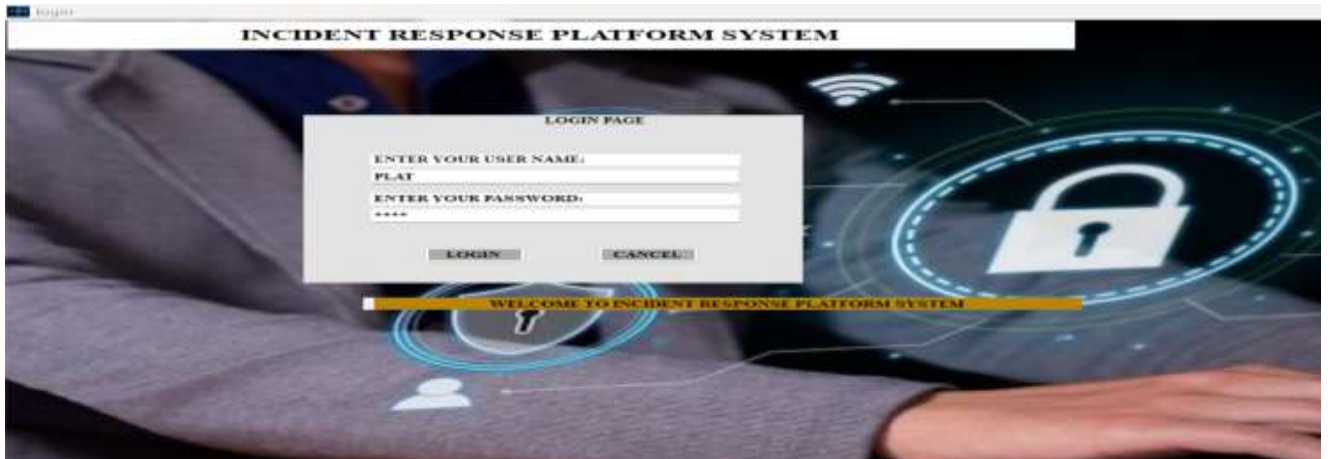 login
INCIDENT RESPONSE PLATFORM SYSTEM
LOGIN PAGE
ENTER YOUR USER NAME:
PLAT
ENTER YOUR PASSWORD:
****
LOGIN CANCEL
WELCOME TO INCIDENT RESPONSE PLATFORM SYSTEM